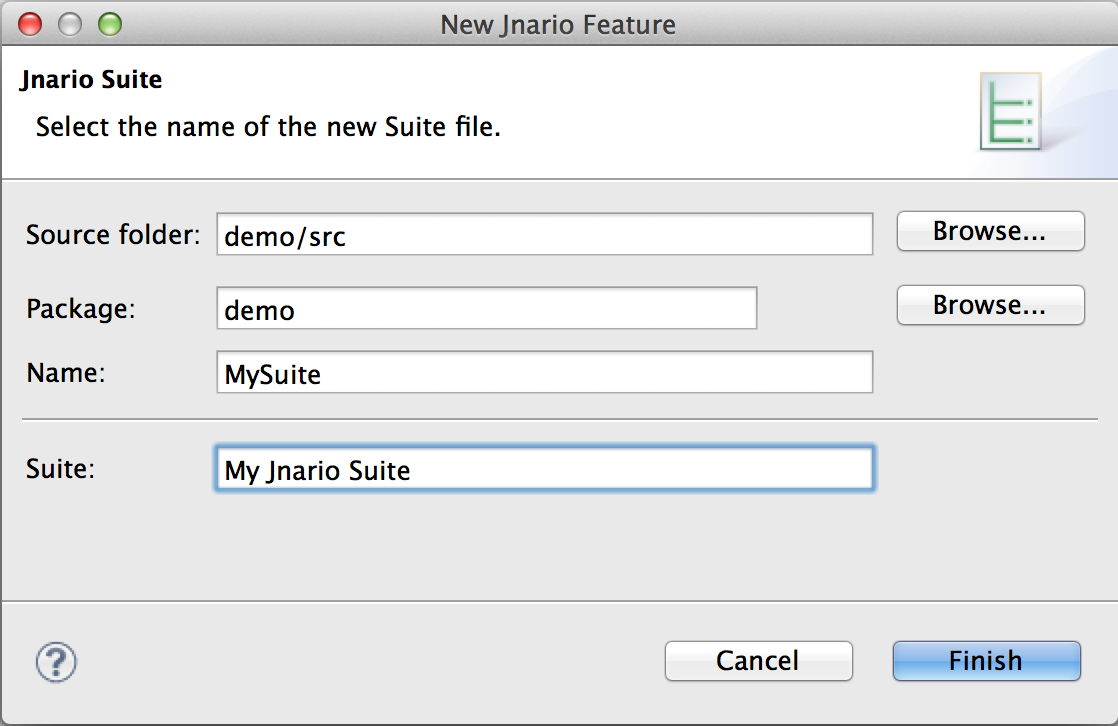 New Jnario Feature
Jnario Suite
Select the name of the new Suite file.
Source folder: demo/src Browse...
Package: demo Browse...
Name: MySuite
Suite: My Jnario Suite
? Cancel Finish